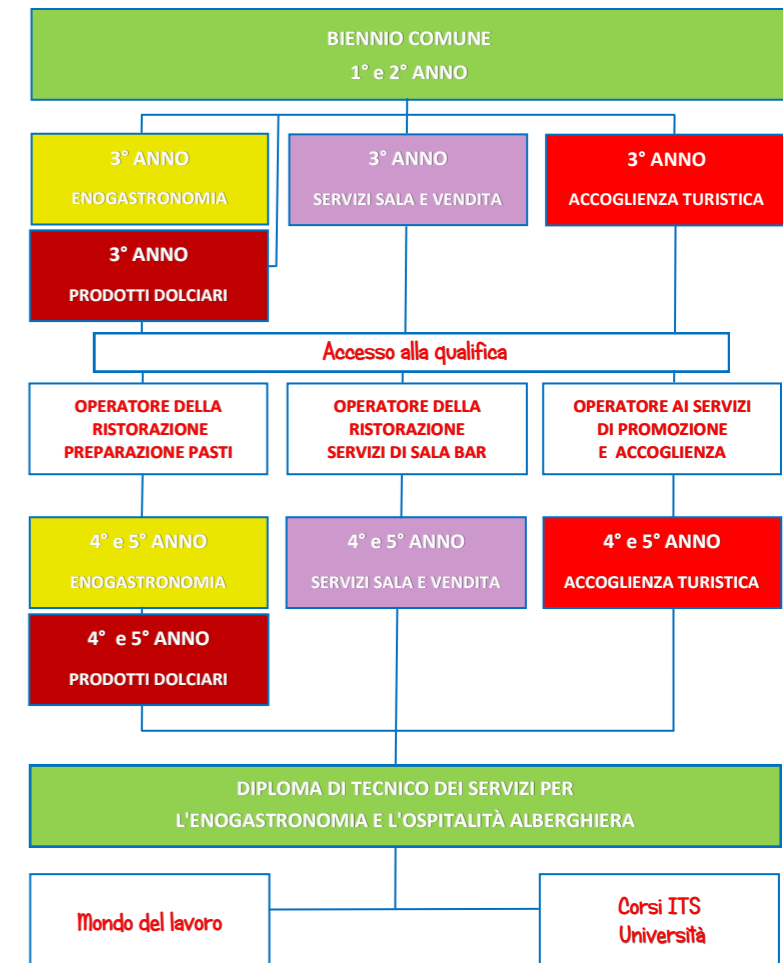 BIENNIO COMUNE
1° e 2° ANNO
3° ANNO
ENOGASTRONOMIA
3° ANNO
SERVIZI SALA E VENDITA
3° ANNO
ACCOGLIENZA TURISTICA
3° ANNO
PRODOTTI DOLCIARI
Accesso alla qualifica
OPERATORE DELLA
RISTORAZIONE
PREPARAZIONE PASTI
OPERATORE DELLA
RISTORAZIONE
SERVIZI DI SALA BAR
OPERATORE AI SERVIZI
DI PROMOZIONE
E ACCOGLIENZA
4° e 5° ANNO
ENOGASTRONOMIA
4° e 5° ANNO
SERVIZI SALA E VENDITA
4° e 5° ANNO
ACCOGLIENZA TURISTICA
4° e 5° ANNO
PRODOTTI DOLCIARI
DIPLOMA DI TECNICO DEI SERVIZI PER
L'ENOGASTRONOMIA E L'OSPITALITÀ ALBERGHIERA
Mondo del lavoro
Corsi ITS
Università